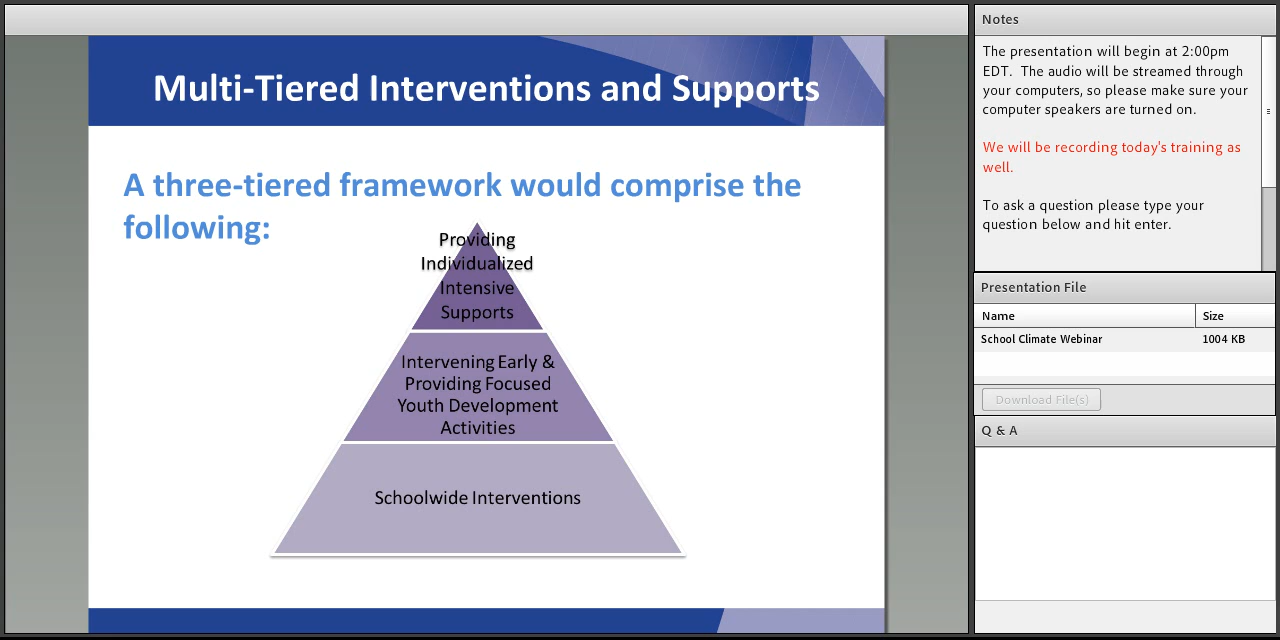 Multi-Tiered Interventions and Supports
A three-tiered framework would comprise the
following:
Providing
Individualized
Intensive
Supports
Intervening Early &
Providing Focused
Youth Development
Activities
Schoolwide Interventions
Notes
The presentation will begin at 2:00pm
EDT.  The audio will be streamed through
your computers, so please make sure your
computer speakers are turned on.
We will be recording today's training as
well.
To ask a question please type your
question below and hit enter.
Presentation File
Name Size
School Climate Webinar 1004 KB
Download File(s)
Q & A